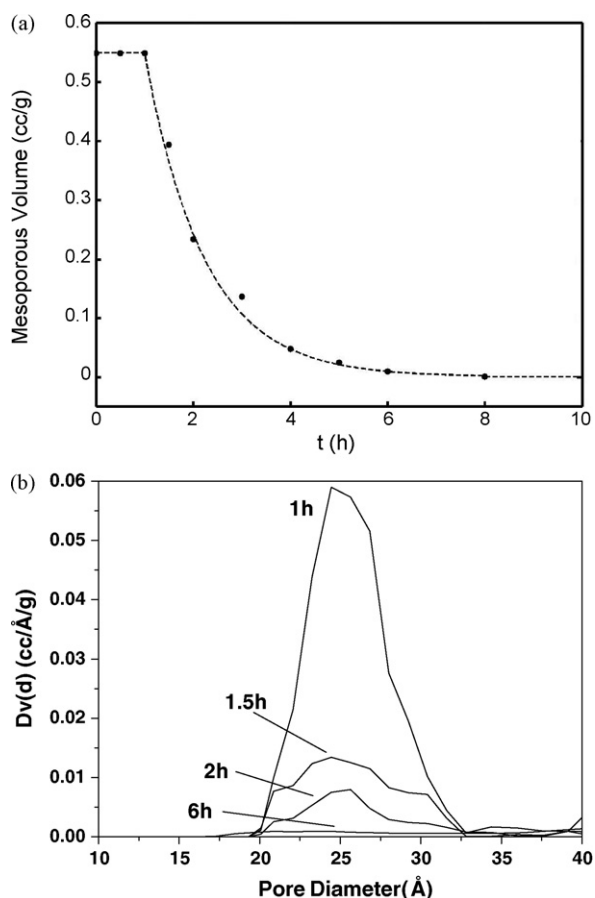 (a)
0.6
0.5
0.4
0.3
0.2
0.1
0
0 2 4 6 8 10
Mesoporous Volume (cc/g)
t (h)
(b)
0.06
0.05
0.04
0.03
0.02
0.01
0.00
10 15 20 25 30 35 40
Dv(d) (cc/Å/g)
1h
1.5h
2h
6h
Pore Diameter(Å)